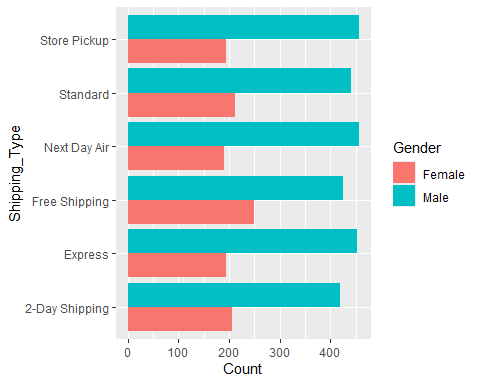 Shipping_Type
Store Pickup
Standard
Next Day Air
Free Shipping
Express
2-Day Shipping
0 100 200 300 400
Count
Gender
Female
Male